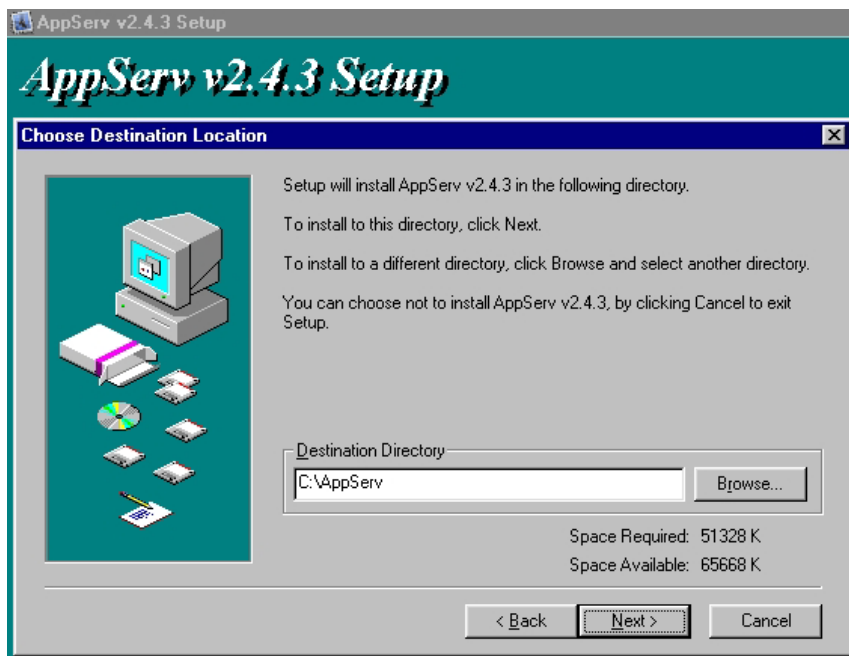 AppServ v2.4.3 Setup
AppServ v2.4.3 Setup
Choose Destination Location
Setup will install AppServ v2.4.3 in the following directory.
To install to this directory, click Next.
To install to a different directory, click Browse and select another directory.
You can choose not to install AppServ v2.4.3, by clicking Cancel to exit
Setup.
Destination Directory
C:\AppServ
Browse...
Space Required: 51328 K
Space Available: 65668 K
< Back
Next >
Cancel